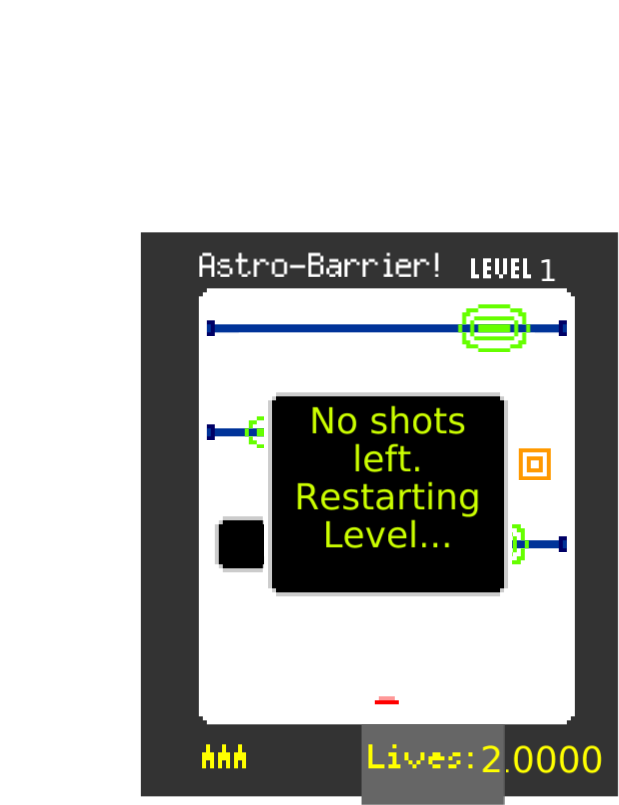 Astro-Barrier! LEVEL 1
No shots
left.
Restarting
Level...
Lives:2.0000